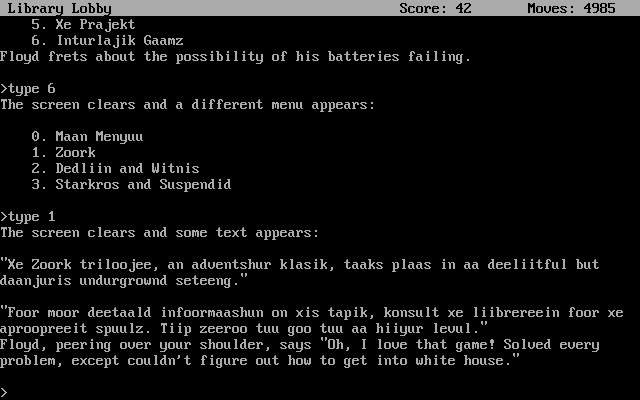 Library Lobby Score: 42 Moves: 4985
5. Xe Prajekt
6. Inturlajik Gaamz
Floyd frets about the possibility of his batteries failing.
>type 6
The screen clears and a different menu appears:
0. Maan Menyuu
1. Zoork
2. Dedliin and Witnis
3. Starkros and Suspendid
>type 1
The screen clears and some text appears:
"Xe Zoork triloojee, an adventshur klasik, taaks plaas in aa deeliitful but
daanjuris undurgrownd seteeng."
"Foor moor deetaald infoormaashun on xis tapik, konsult xe liibrereein foor xe
aproopreeit spuulz. Tiip zeeroo tuu goo tuu aa hiiyur levul."
Floyd, peering over your shoulder, says "Oh, I love that game! Solved every
problem, except couldn't figure out how to get into white house."
>